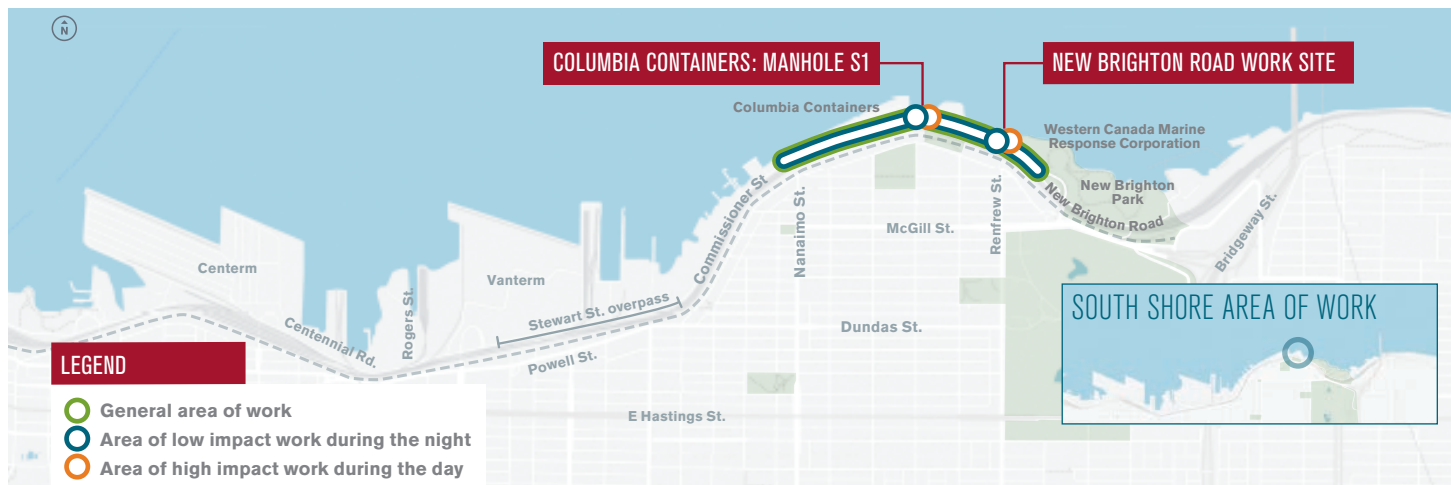 N
COLUMBIA CONTAINERS: MANHOLE S1
NEW BRIGHTON ROAD WORK SITE
Columbia Containers
Western Canada Marine
Response Corporation
New Brighton
Park
New Brighton Road
Commissioner St
Nanaimo St.
Renfrew St.
McGill St.
Bridgeway St.
Centerm
Vanterm
Rogers St.
Centennial Rd.
Stewart St. overpass
Powell St.
Dundas St.
E Hastings St.
SOUTH SHORE AREA OF WORK
LEGEND
General area of work
Area of low impact work during the night
Area of high impact work during the day